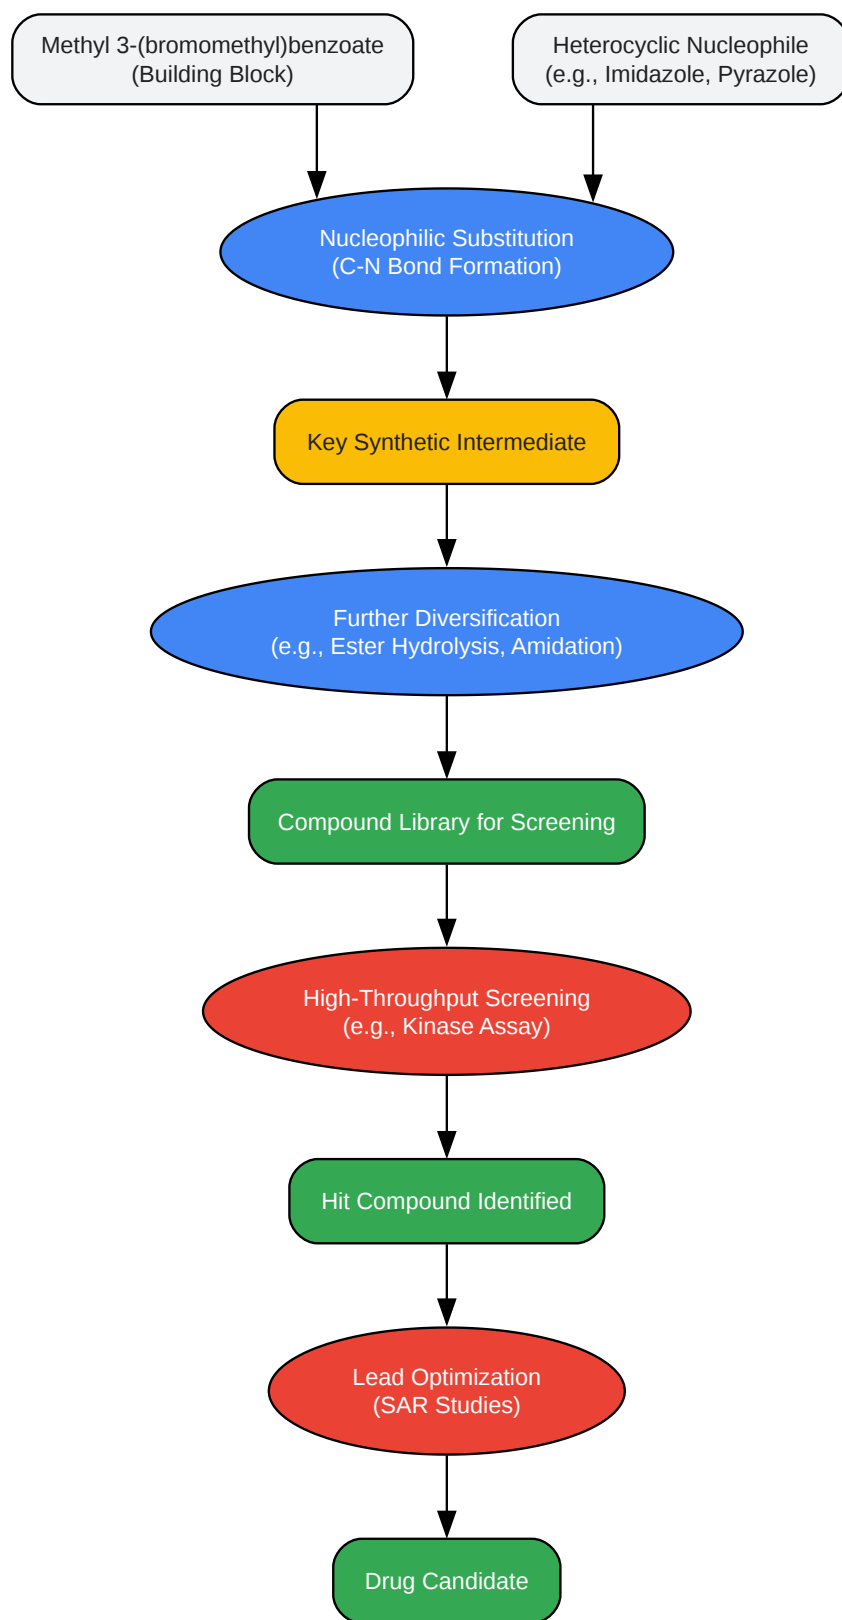 Methyl 3-(bromomethyl)benzoate
(Building Block)
Heterocyclic Nucleophile
(e.g., Imidazole, Pyrazole)
Nucleophilic Substitution
(C-N Bond Formation)
Key Synthetic Intermediate
Further Diversification
(e.g., Ester Hydrolysis, Amidation)
Compound Library for Screening
High-Throughput Screening
(e.g., Kinase Assay)
Hit Compound Identified
Lead Optimization
(SAR Studies)
Drug Candidate